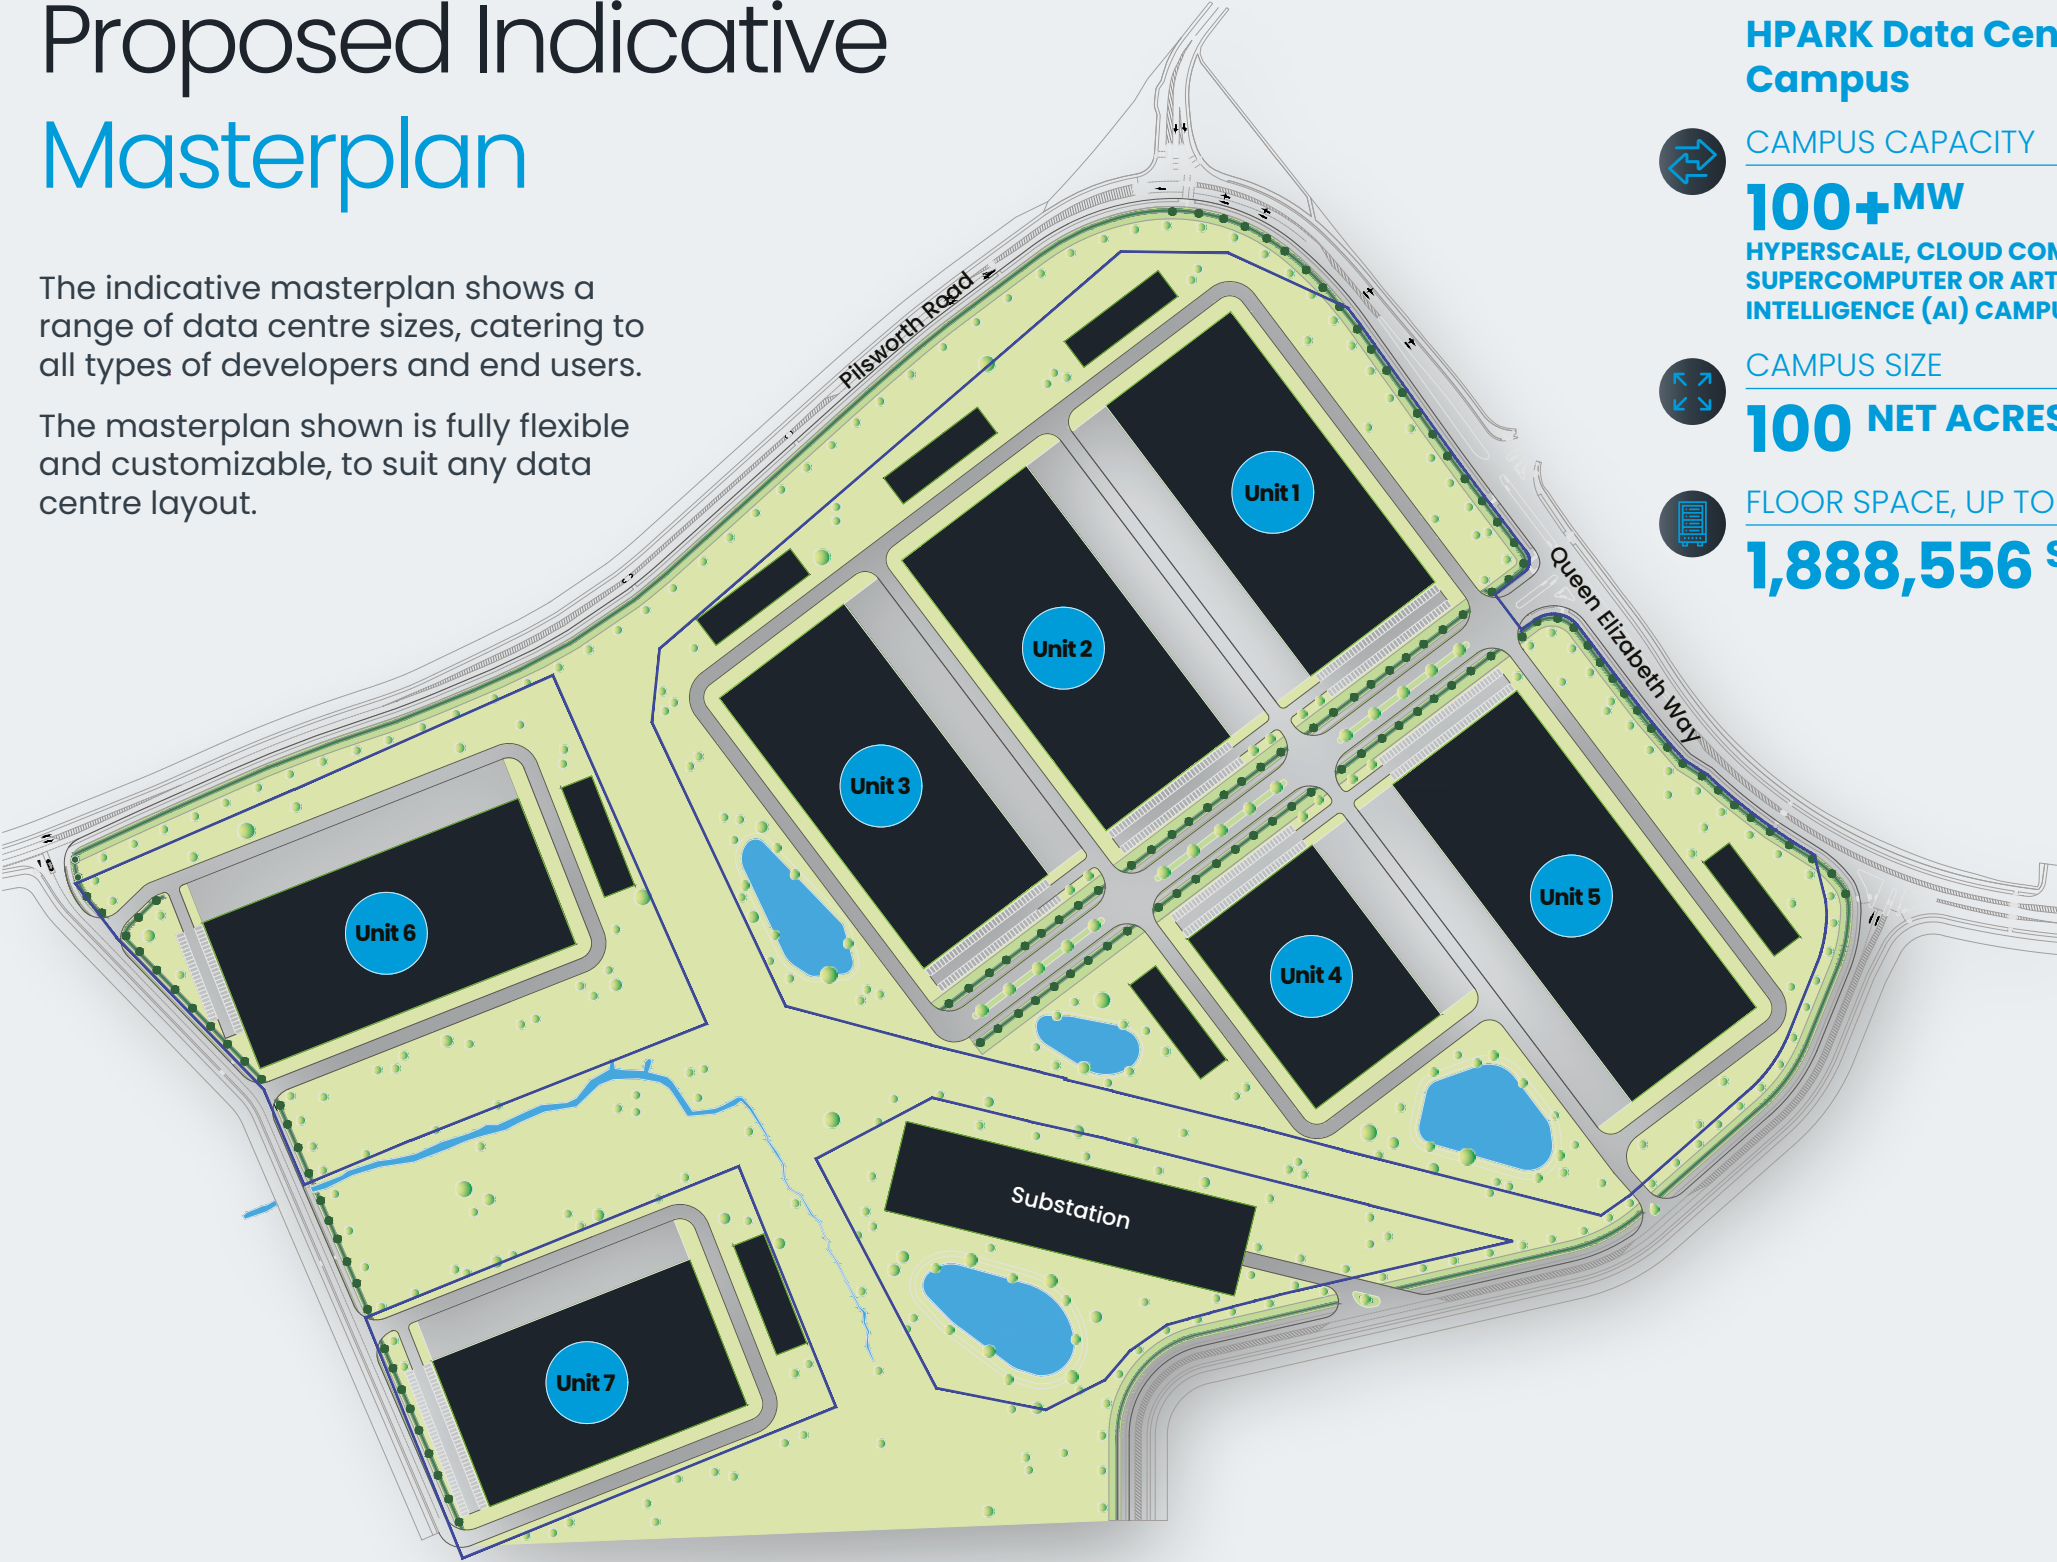 Proposed Indicative
Masterplan
The indicative masterplan shows a
range of data centre sizes, catering to
all types of developers and end users.
The masterplan shown is fully flexible
and customizable, to suit any data
centre layout.
HPARK Data Cen
Campus
CAMPUS CAPACITY
100+MW
HYPERSCALE, CLOUD COM
SUPERCOMPUTER OR ART
INTELLIGENCE (AI) CAMPU
CAMPUS SIZE
100 NET ACRES
FLOOR SPACE, UP TO
1,888,556 S
Pilsworth Road
Queen Elizabeth Way
Unit 1
Unit 2
Unit 3
Unit 4
Unit 5
Unit 6
Unit 7
Substation